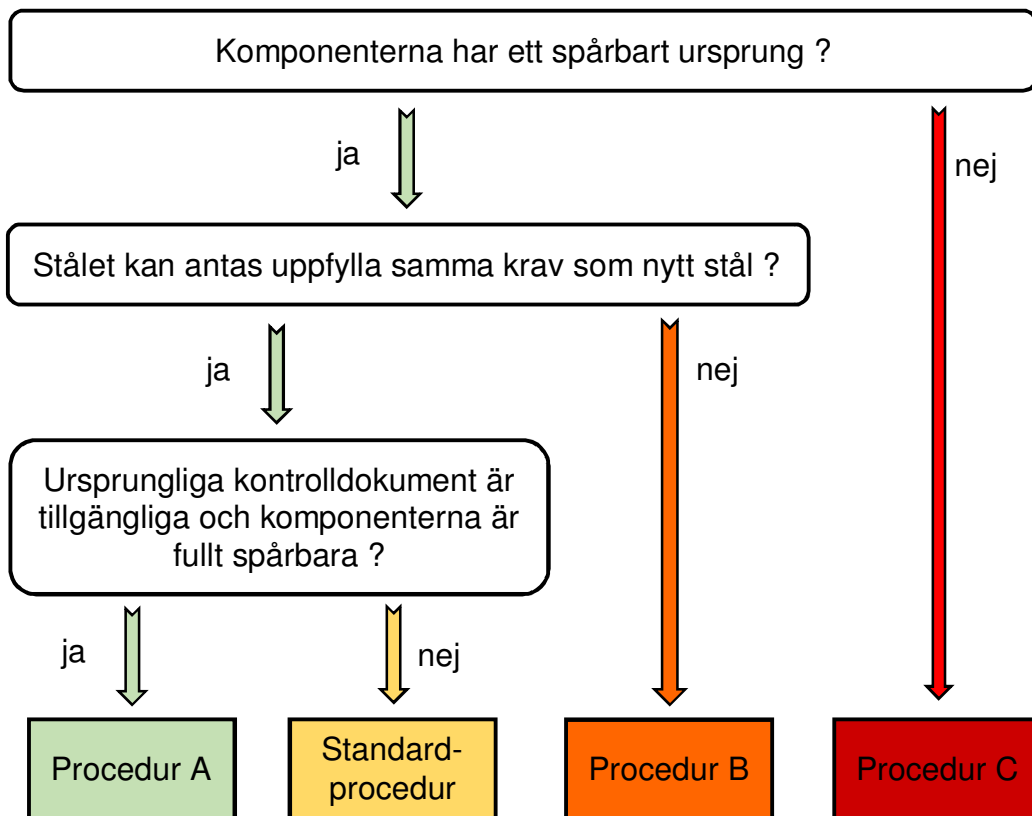 Komponenterna har ett spårbart ursprung ?
ja
nej
Stålet kan antas uppfylla samma krav som nytt stål ?
ja
nej
Ursprungliga kontrolldokument är
tillgängliga och komponenterna är
fullt spårbara ?
ja
nej
Procedur A
Standard-
procedur
Procedur B
Procedur C